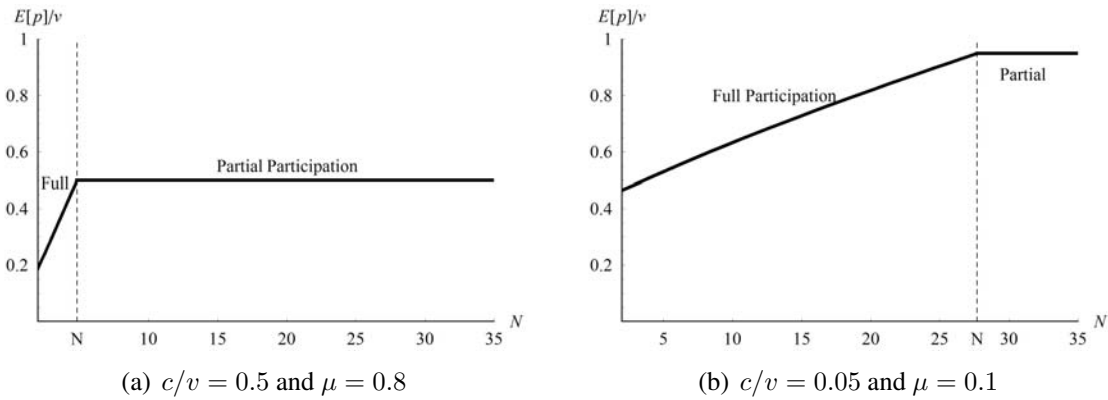 E[p]/v
1
0.8
0.6
0.4
0.2
Full
Partial Participation
N
10
15
20
25
30
35
N
(a) c/v = 0.5 and μ = 0.8
E[p]/v
1
0.8
0.6
0.4
0.2
Full Participation
Partial
5
10
15
20
25
N
30
35
N
(b) c/v = 0.05 and μ = 0.1